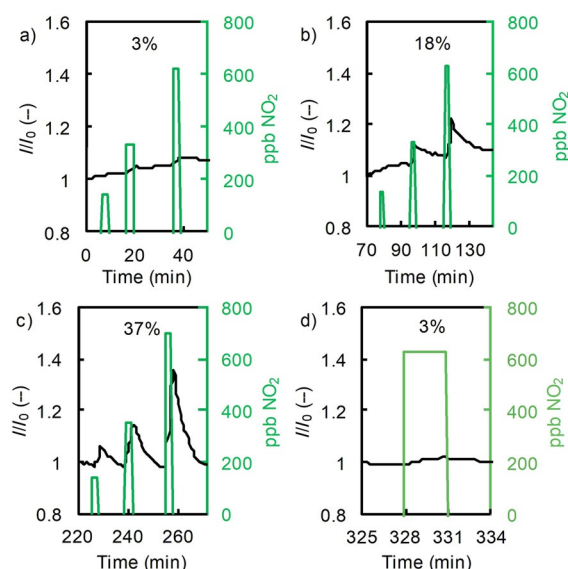 a)
3%
I/I₀ (–)
1.6
1.4
1.2
1
0.8
800
600
400
200
0
ppb NO₂
0 20 40
Time (min)
b)
18%
I/I₀ (–)
1.6
1.4
1.2
1
0.8
800
600
400
200
0
ppb NO₂
70 90 110 130
Time (min)
c)
37%
I/I₀ (–)
1.6
1.4
1.2
1
0.8
800
600
400
200
0
ppb NO₂
220 240 260
Time (min)
d)
3%
I/I₀ (–)
1.6
1.4
1.2
1
0.8
800
600
400
200
0
ppb NO₂
325 328 331 334
Time (min)